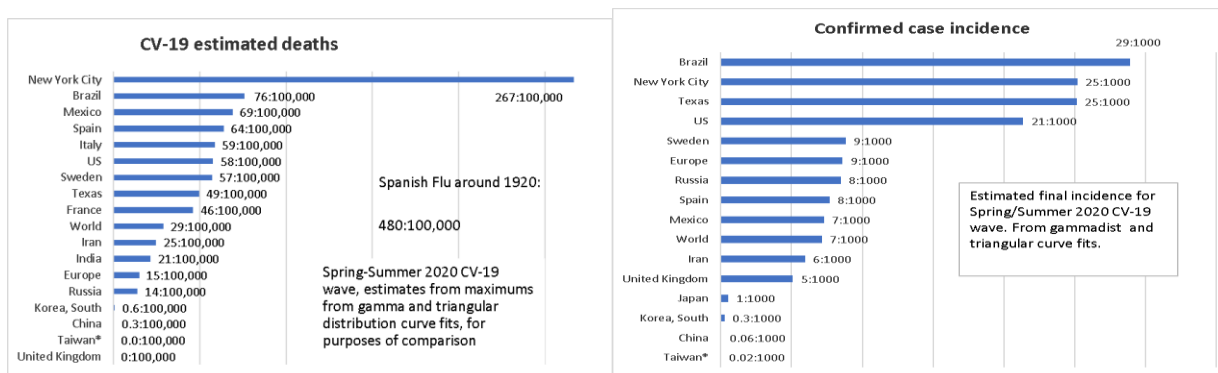 CV-19 estimated deaths
New York City 267:100,000
Brazil 76:100,000
Mexico 69:100,000
Spain 64:100,000
Italy 59:100,000
US 58:100,000
Sweden 57:100,000
Texas 49:100,000
France 46:100,000
World 29:100,000
Iran 25:100,000
India 21:100,000
Europe 15:100,000
Russia 14:100,000
Korea, South 0.6:100,000
China 0.3:100,000
Taiwan* 0.0:100,000
United Kingdom 0:100,000
Spanish Flu around 1920:
480:100,000
Spring-Summer 2020 CV-19
wave, estimates from maximums
from gamma and triangular
distribution curve fits, for
purposes of comparison
Confirmed case incidence
Brazil 29:1000
New York City 25:1000
Texas 25:1000
US 21:1000
Sweden 9:1000
Europe 9:1000
Russia 8:1000
Spain 8:1000
Mexico 7:1000
World 7:1000
Iran 6:1000
United Kingdom 5:1000
Japan 1:1000
Korea, South 0.3:1000
China 0.06:1000
Taiwan* 0.02:1000
Estimated final incidence for
Spring/Summer 2020 CV-19
wave. From gammadist and
triangular curve fits.